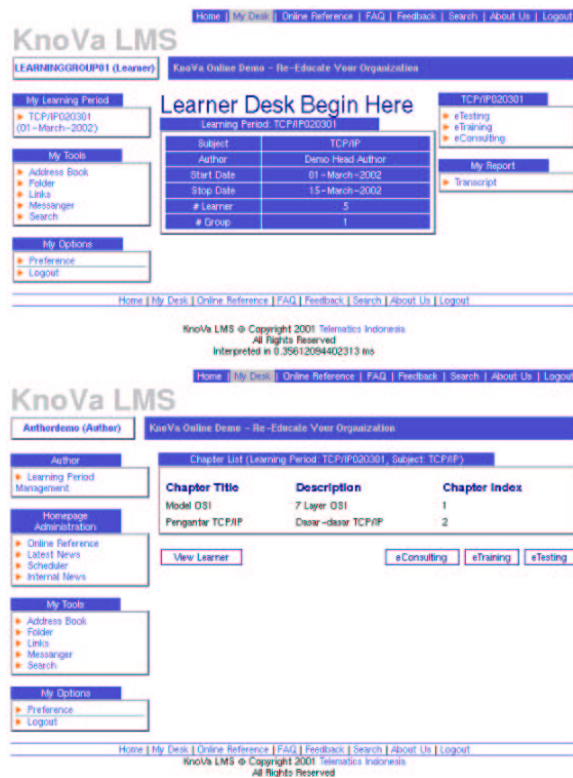 Home | My Desk | Online Reference | FAQ | Feedback | Search | About Us | Logout
KnoVa LMS
LEARNINGGROUP01 (Learner)
KnoVa Online Demo - Re-Educate Your Organization
My Learning Period
TCP/IP020301
(01-March-2002)
My Tools
Address Book
Folder
Links
Messanger
Search
My Options
Preference
Logout
Learner Desk Begin Here
Learning Period: TCP/IP020301
Subject TCP/IP
Author Demo Head Author
Start Date 01-March-2002
Stop Date 15-March-2002
# Learner 5
# Group 1
TCP/IP020301
eTesting
eTraining
eConsulting
My Report
Transcript
Home | My Desk | Online Reference | FAQ | Feedback | Search | About Us | Logout
KnoVa LMS © Copyright 2001 Telematics Indonesia
All Rights Reserved
Interpreted in 0.35612094402313 ms
Home | My Desk | Online Reference | FAQ | Feedback | Search | About Us | Logout
KnoVa LMS
Authordemo (Author)
KnoVa Online Demo - Re-Educate Your Organization
Author
Learning Period
Management
Homepage
Administration
Online Reference
Latest News
Scheduler
Internal News
My Tools
Address Book
Folder
Links
Messanger
Search
My Options
Preference
Logout
Chapter List (Learning Period: TCP/IP020301, Subject: TCP/IP)
Chapter Title Description Chapter Index
Model OSI 7 Layer OSI 1
Pengantar TCP/IP Dasar-dasar TCP/IP 2
View Learner
eConsulting
eTraining
eTesting
Home | My Desk | Online Reference | FAQ | Feedback | Search | About Us | Logout
KnoVa LMS © Copyright 2001 Telematics Indonesia
All Rights Reserved